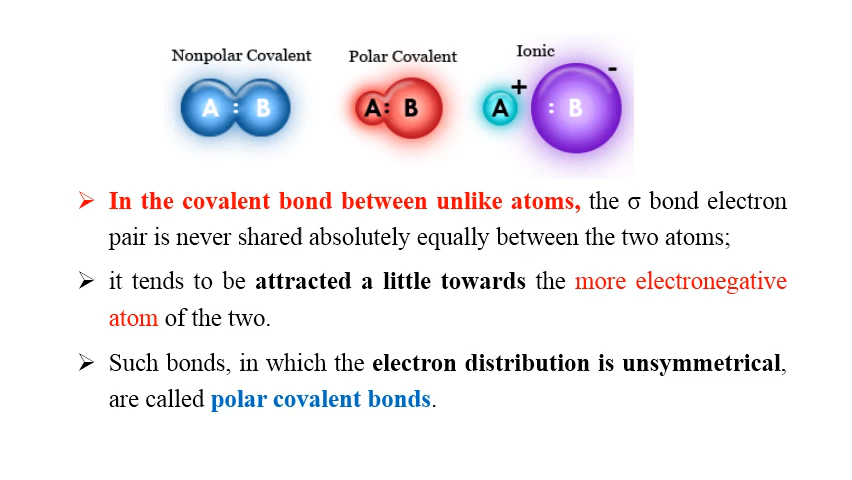 Nonpolar Covalent Polar Covalent Ionic
A : B A : B A + : B -
➢ In the covalent bond between unlike atoms, the σ bond electron
pair is never shared absolutely equally between the two atoms;
➢ it tends to be attracted a little towards the more electronegative
atom of the two.
➢ Such bonds, in which the electron distribution is unsymmetrical,
are called polar covalent bonds.